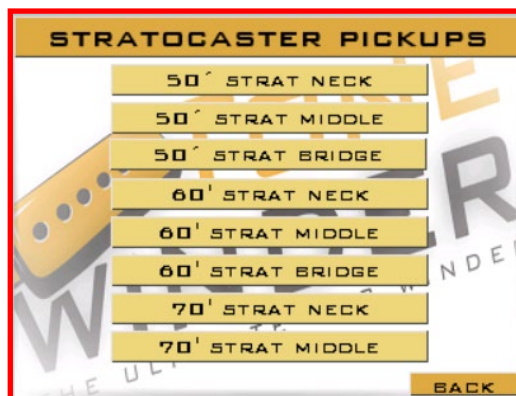 STRATOCASTER PICKUPS
50´ STRAT NECK
50´ STRAT MIDDLE
50´ STRAT BRIDGE
60' STRAT NECK
60' STRAT MIDDLE
60' STRAT BRIDGE
70' STRAT NECK
70' STRAT MIDDLE
BACK
WINDER